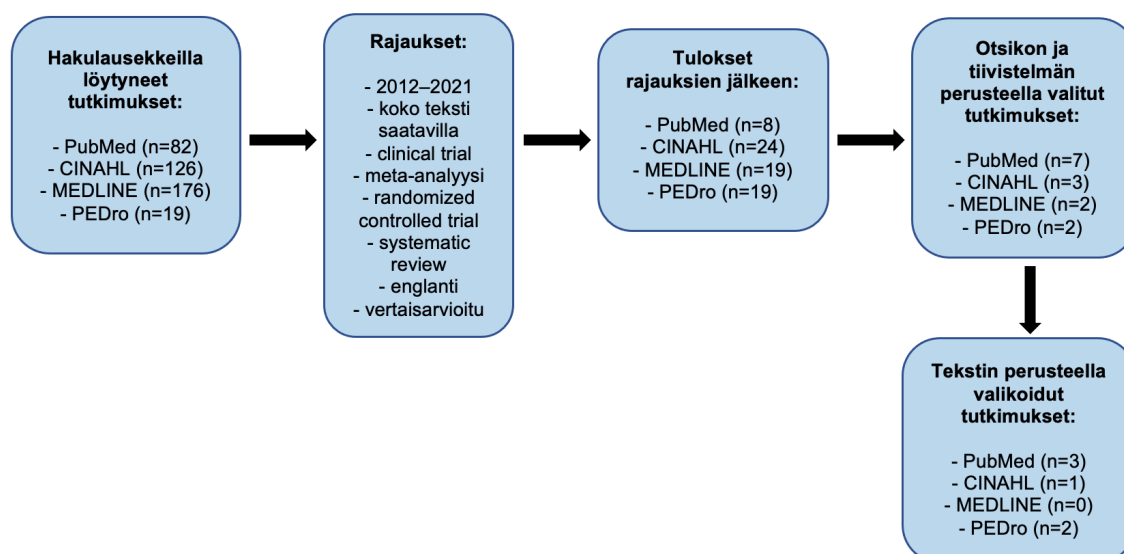 Hakulausekkeilla
löytyneet
tutkimukset:
- PubMed (n=82)
- CINAHL (n=126)
- MEDLINE (n=176)
- PEDro (n=19)
Rajaukset:
- 2012–2021
- koko teksti
saatavilla
- clinical trial
- meta-analyysi
- randomized
controlled trial
- systematic
review
- englanti
- vertaisarvioitu
Tulokset
rajauksien jälkeen:
- PubMed (n=8)
- CINAHL (n=24)
- MEDLINE (n=19)
- PEDro (n=19)
Otsikon ja
tiivistelmän
perusteella valitut
tutkimukset:
- PubMed (n=7)
- CINAHL (n=3)
- MEDLINE (n=2)
- PEDro (n=2)
Tekstin perusteella
valikoidut
tutkimukset:
- PubMed (n=3)
- CINAHL (n=1)
- MEDLINE (n=0)
- PEDro (n=2)